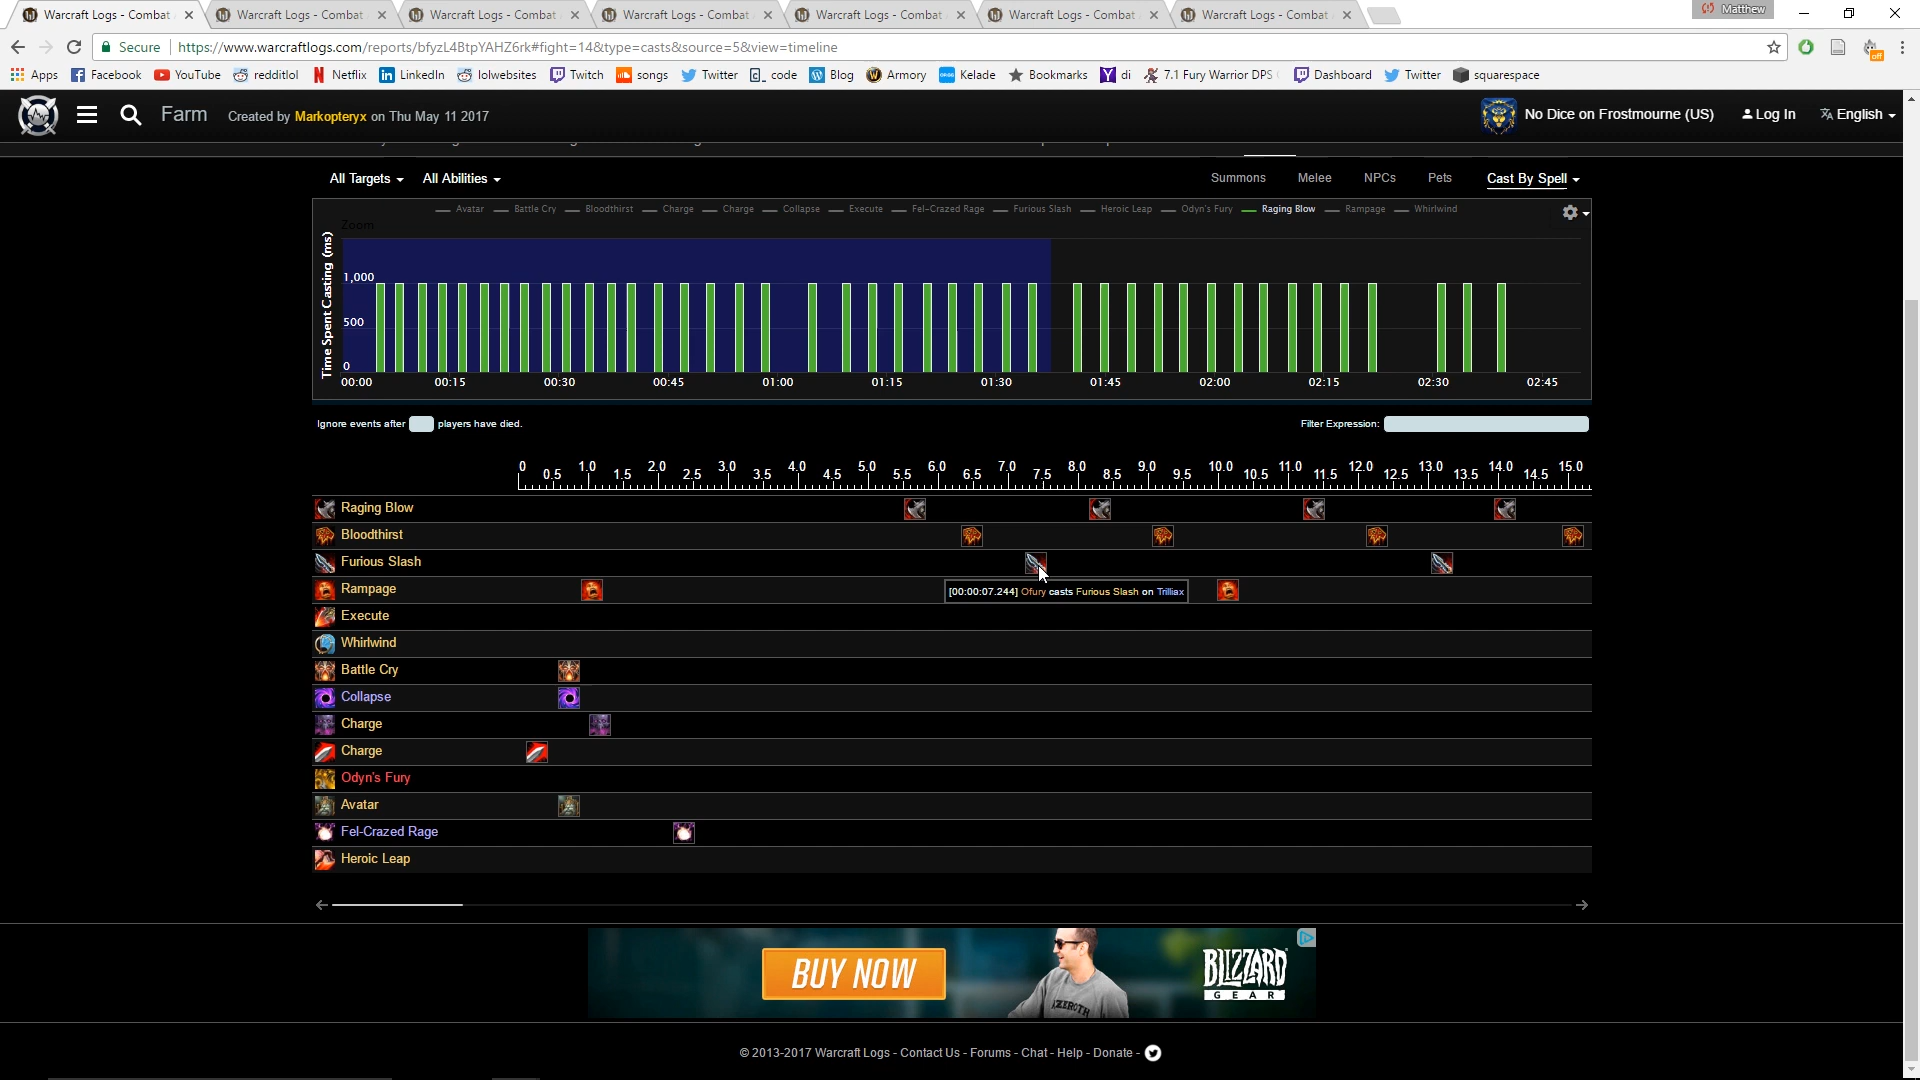 Warcraft Logs - Combat
Warcraft Logs - Combat
Warcraft Logs - Combat
Warcraft Logs - Combat
Warcraft Logs - Combat
Warcraft Logs - Combat
Warcraft Logs - Combat
Matthew
Secure
https://www.warcraftlogs.com/reports/bfyzL4BtpYAHZ6rk#fight=14&type=casts&source=5&view=timeline
Apps Facebook YouTube redditlol Netflix LinkedIn lolwebsites Twitch songs Twitter code Blog Armory Kelade Bookmarks di 7.1 Fury Warrior DPS Dashboard Twitter squarespace
Farm Created by Markopteryx on Thu May 11 2017 No Dice on Frostmourne (US) Log In English
All Targets All Abilities Summons Melee NPCs Pets Cast By Spell
Avatar Battle Cry Bloodthirst Charge Charge Collapse Execute Fel-Crazed Rage Furious Slash Heroic Leap Odyn's Fury Raging Blow Rampage Whirlwind
Zoom
Time Spent Casting (ms)
1,000
500
0
00:00 00:15 00:30 00:45 01:00 01:15 01:30 01:45 02:00 02:15 02:30 02:45
Ignore events after players have died. Filter Expression:
0 0.5 1.0 1.5 2.0 2.5 3.0 3.5 4.0 4.5 5.0 5.5 6.0 6.5 7.0 7.5 8.0 8.5 9.0 9.5 10.0 10.5 11.0 11.5 12.0 12.5 13.0 13.5 14.0 14.5 15.0
Raging Blow
Bloodthirst
Furious Slash
Rampage
[00:00:07.244] Ofury casts Furious Slash on Trilliax
Execute
Whirlwind
Battle Cry
Collapse
Charge
Charge
Odyn's Fury
Avatar
Fel-Crazed Rage
Heroic Leap
BUY NOW
AZEROTH
BLIZZARD
GEAR
© 2013-2017 Warcraft Logs - Contact Us - Forums - Chat - Help - Donate -